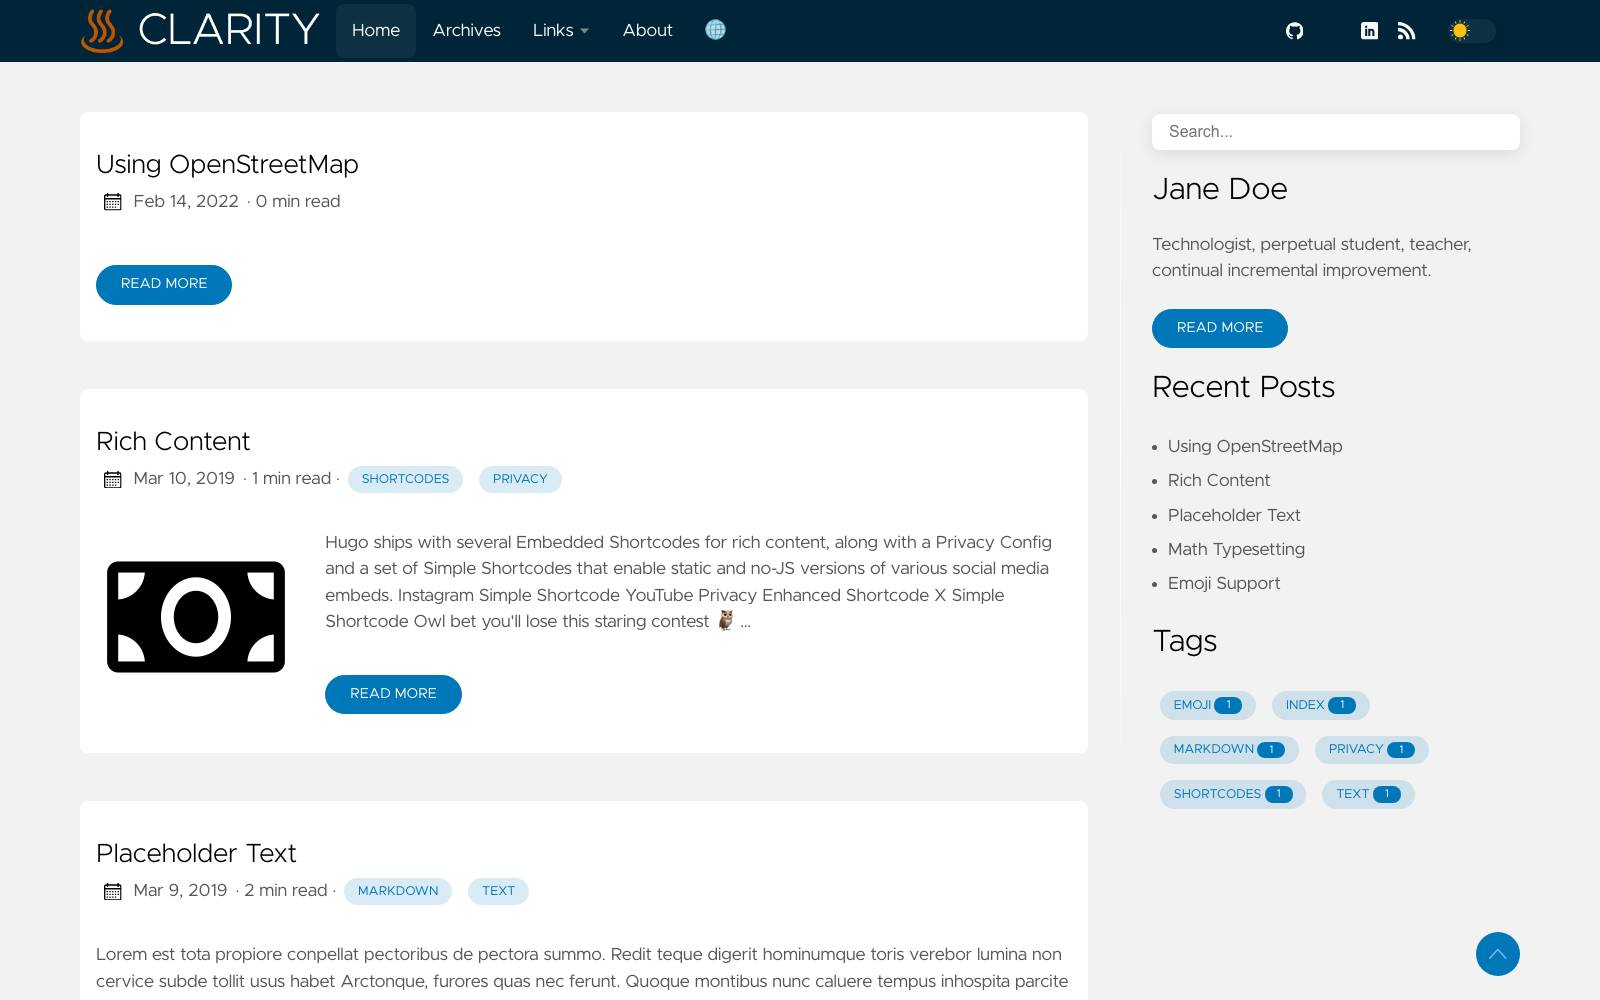 CLARITY
Home
Archives
Links
About
Using OpenStreetMap
Feb 14, 2022 · 0 min read
READ MORE
Rich Content
Mar 10, 2019 · 1 min read ·
SHORTCODES
PRIVACY
Hugo ships with several Embedded Shortcodes for rich content, along with a Privacy Config
and a set of Simple Shortcodes that enable static and no-JS versions of various social media
embeds. Instagram Simple Shortcode YouTube Privacy Enhanced Shortcode X Simple
Shortcode Owl bet you'll lose this staring contest 🦉 ...
READ MORE
Placeholder Text
Mar 9, 2019 · 2 min read ·
MARKDOWN
TEXT
Lorem est tota propiore conpellat pectoribus de pectora summo. Redit teque digerit hominumque toris verebor lumina non
cervice subde tollit usus habet Arctonque, furores quas nec ferunt. Quoque montibus nunc caluere tempus inhospita parcite
Search...
Jane Doe
Technologist, perpetual student, teacher,
continual incremental improvement.
READ MORE
Recent Posts
Using OpenStreetMap
Rich Content
Placeholder Text
Math Typesetting
Emoji Support
Tags
EMOJI 1
INDEX 1
MARKDOWN 1
PRIVACY 1
SHORTCODES 1
TEXT 1